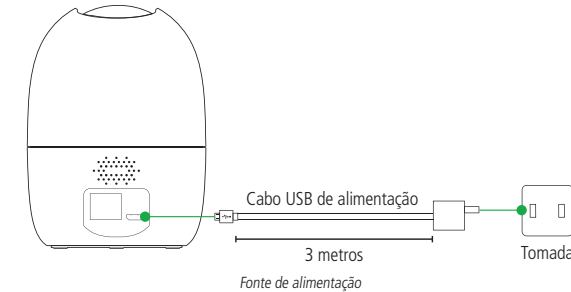 Cabo USB de alimentação
3 metros
Tomada
Fonte de alimentação